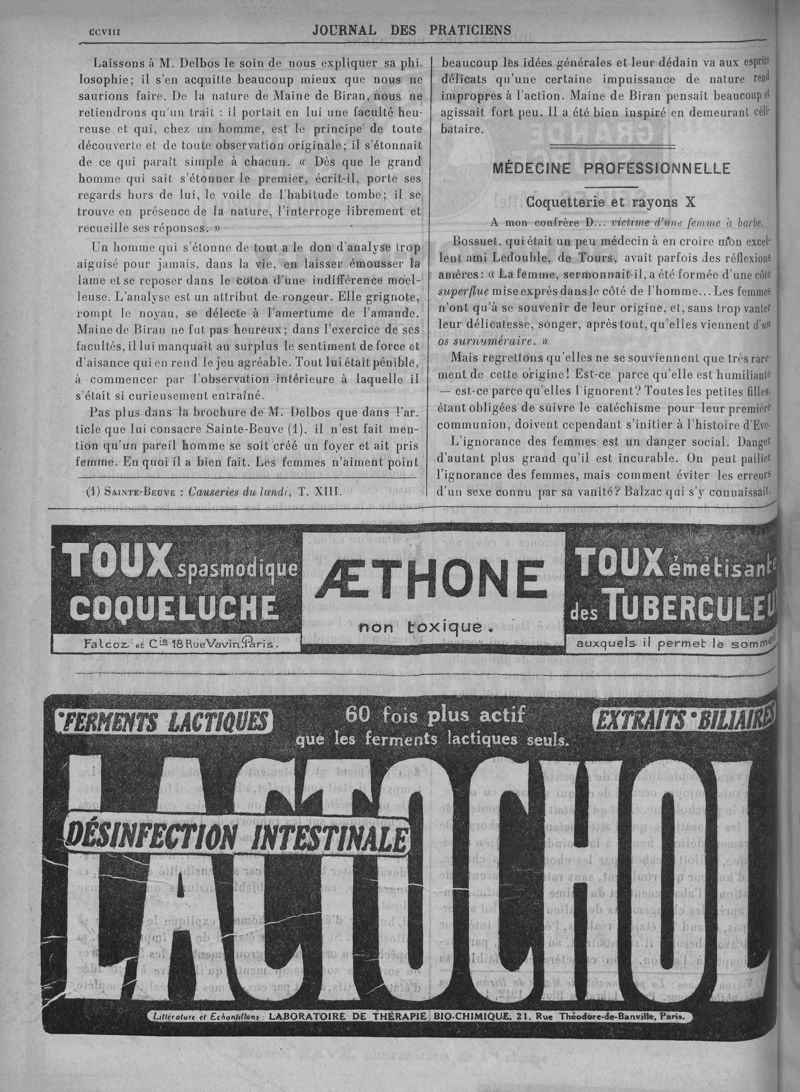 CCVIII
JOURNAL DES PRATICIENS
Laissons à M. Delbos le soin de nous expliquer sa phi-
losophie; il s'en acquitte beaucoup mieux que nous ne
saurions faire. De la nature de Maine de Biran, nous ne
retiendrons qu'un trait : il portait en lui une faculté heu-
reuse et qui, chez un homme, est le principe de toute
découverte et de toute observation originale; il s'étonnait
de ce qui paraît simple à chacun. « Dès que le grand
homme qui sait s'étonner le premier, écrit-il, porte ses
regards hors de lui, le voile de l'habitude tombe; il se
trouve en présence de la nature, l'interroge librement et
recueille ses réponses. »
Un homme qui s'étonne de tout a le don d'analyse trop
aiguisé pour jamais, dans la vie, en laisser émousser la
lame et se reposer dans le coton d'une indifférence moel-
leuse. L'analyse est un attribut de rongeur. Elle grignote,
rompt le noyau, se délecte à l'amertume de l'amande.
Maine de Biran ne fut pas heureux; dans l'exercice de ses
facultés, il lui manquait au surplus le sentiment de force et
d'aisance qui en rend le jeu agréable. Tout lui était pénible,
à commencer par l'observation intérieure à laquelle il
s'était si curieusement entraîné.
Pas plus dans la brochure de M. Delbos que dans l'ar-
ticle que lui consacre Sainte-Beuve (1), il n'est fait men-
tion qu'un pareil homme se soit créé un foyer et ait pris
femme. En quoi il a bien fait. Les femmes n'aiment point
(1) SAINTE-BEUVE : Causeries du lundi, T. XIII.
beaucoup les idées générales et leur dédain va aux esprits
délicats qu'une certaine impuissance de nature rend
impropres à l'action. Maine de Biran pensait beaucoup et
agissait fort peu. Il a été bien inspiré en demeurant céli-
bataire.
MÉDECINE PROFESSIONNELLE
Coquetterie et rayons X
A mon confrère D... victime d'une femme à barbe.
Bossuet, qui était un peu médecin à en croire mon excel-
lent ami Ledouble, de Tours, avait parfois des réflexions
amères : « La femme, sermonnait-il, a été formée d'une côte
superflue mise exprès dans le côté de l'homme... Les femmes
n'ont qu'à se souvenir de leur origine, et, sans trop vanter
leur délicatesse, songer, après tout, qu'elles viennent d'un
os surnuméraire. »
Mais regrettons qu'elles ne se souviennent que très rare-
ment de cette origine! Est-ce parce qu'elle est humiliante
— est-ce parce qu'elles l'ignorent? Toutes les petites filles,
étant obligées de suivre le catéchisme pour leur première
communion, doivent cependant s'initier à l'histoire d'Eve.
L'ignorance des femmes est un danger social. Danger
d'autant plus grand qu'il est incurable. On peut pallier
l'ignorance des femmes, mais comment éviter les erreurs
d'un sexe connu par sa vanité? Balzac qui s'y connaissait,
TOUX spasmodique
COQUELUCHE
Falcoz et Cie 18 Rue Vavin, Paris.
ÆTHONE
non toxique.
TOUX émétisante
des TUBERCULEU
auxquels il permet le sommeil
FERMENTS LACTIQUES
60 fois plus actif
que les ferments lactiques seuls.
EXTRAITS BILIAIRES
LACTOCHOL
DÉSINFECTION INTESTINALE
Littérature et Echantillons : LABORATOIRE DE THÉRAPIE BIO-CHIMIQUE, 21, Rue Théodore-de-Banville, Paris.